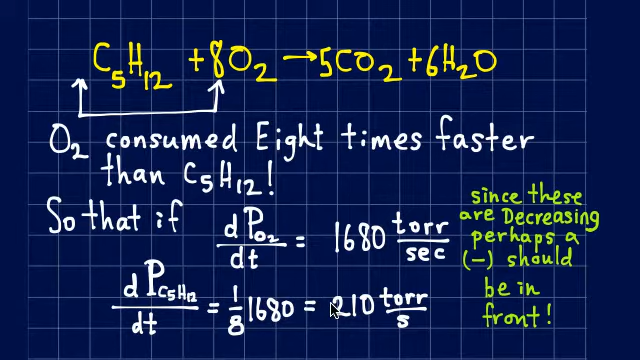 C5H12 + 8O2 → 5CO2 + 6H2O
O2 consumed Eight times faster
than C5H12!
So that if dPO2/dt = 1680 torr/sec
dPC5H12/dt = 1/8 1680 = 210 torr/s
since these
are Decreasing
perhaps a
(-) should
be in
front!